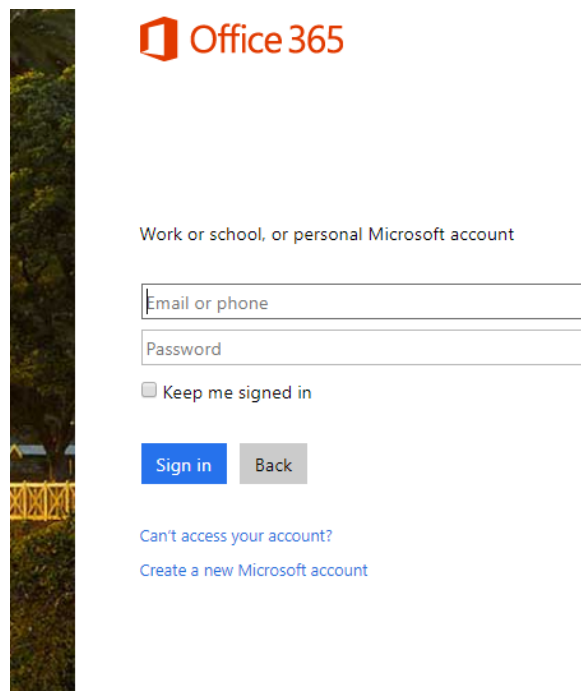 Office 365
Work or school, or personal Microsoft account
Email or phone
Password
Keep me signed in
Sign in Back
Can't access your account?
Create a new Microsoft account